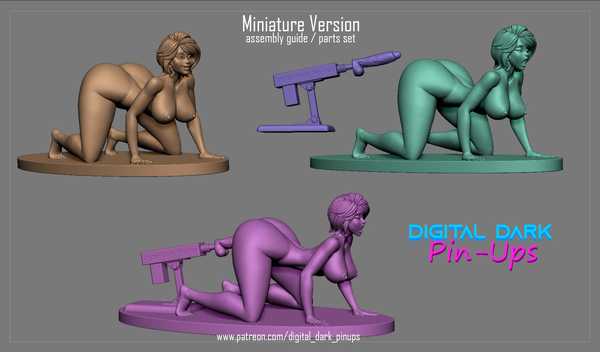 Miniature Version
assembly guide / parts set
DIGITAL DARK
Pin-Ups
www.patreon.com/digital_dark_pinups